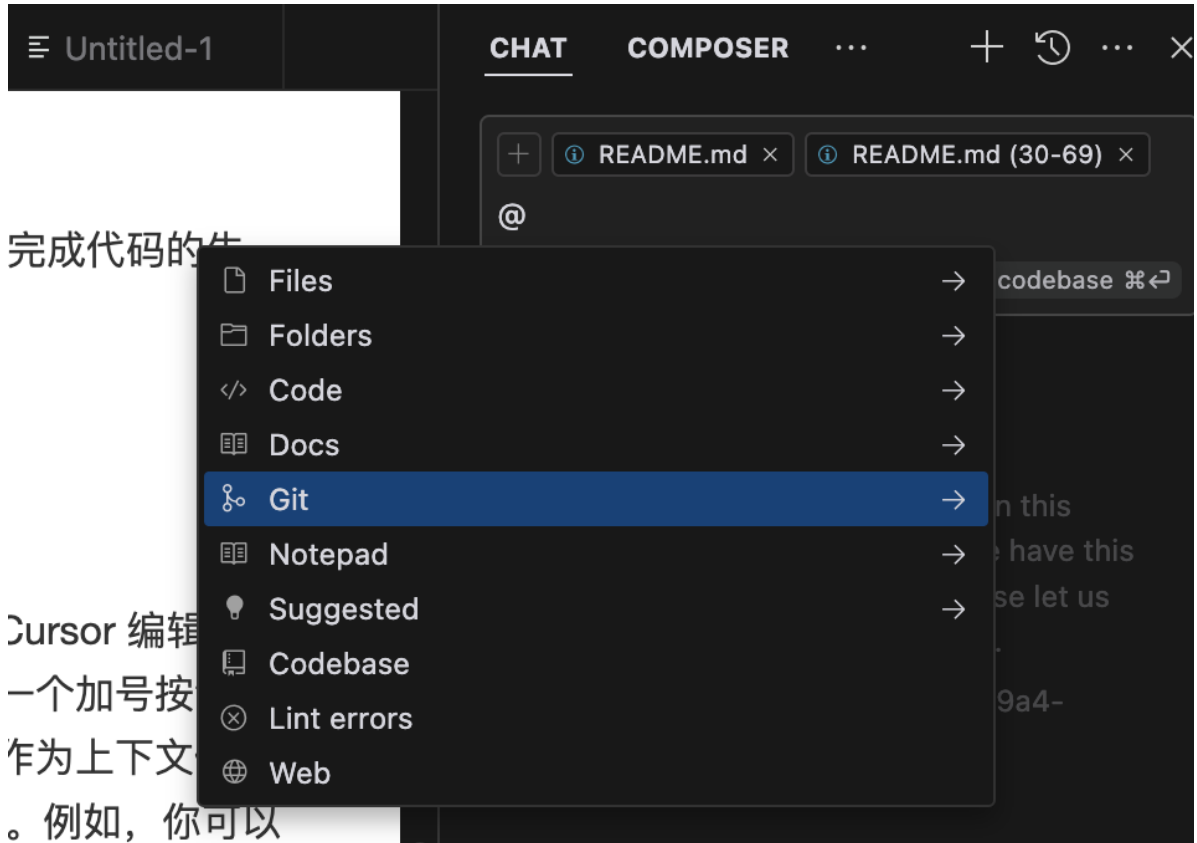 Untitled-1
CHAT COMPOSER ...
README.md × README.md (30-69) ×
@
完成代码的
codebase ⌘⏎
Files
Folders
Code
Docs
Git
Notepad
Suggested
Codebase
Lint errors
Web
this
have this
let us
9a4-
Cursor 编辑
一个加号按
作为上下文
。例如，你可以